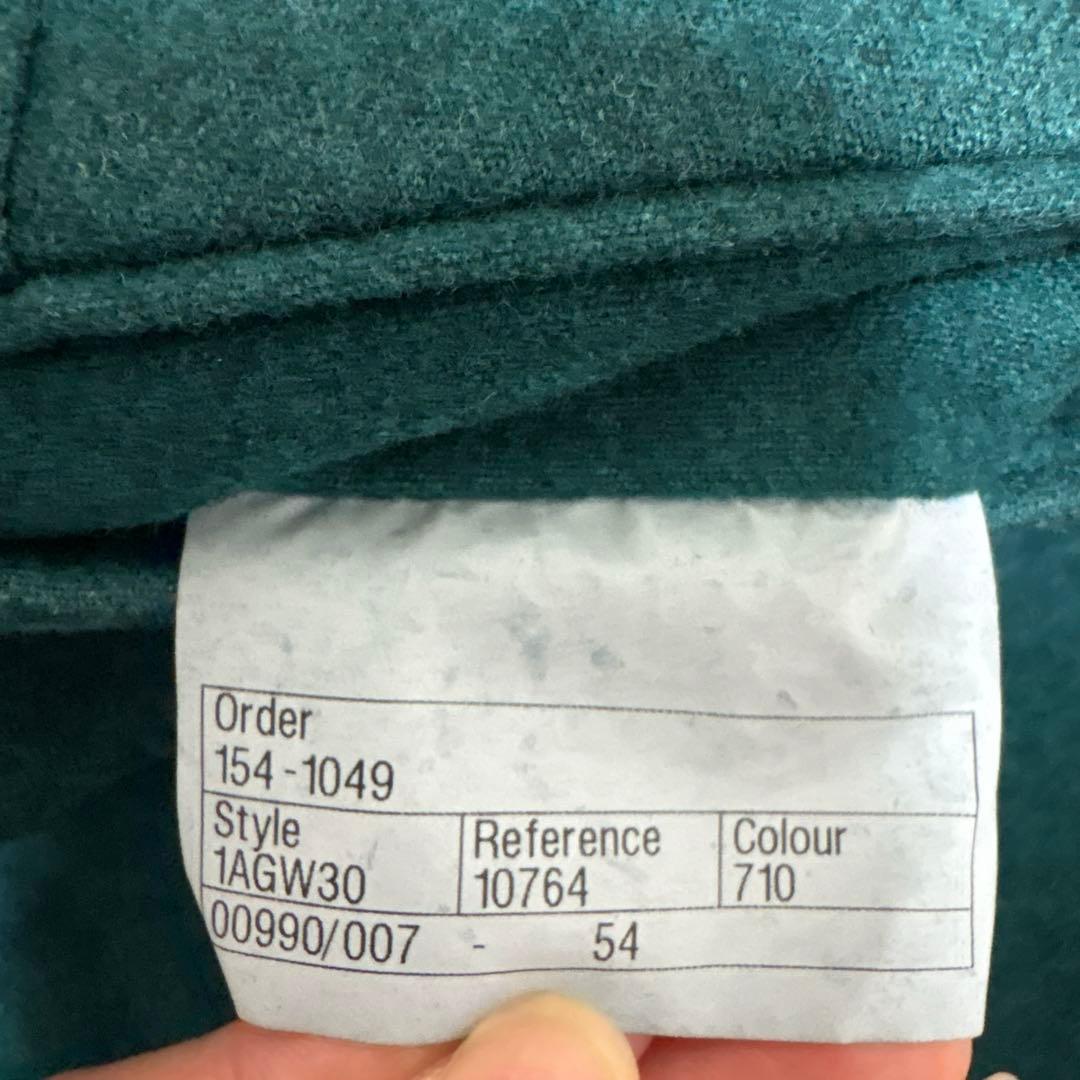 Order
154-1049
Style Reference Colour
1AGW30 10764 710
00990/007 - 54